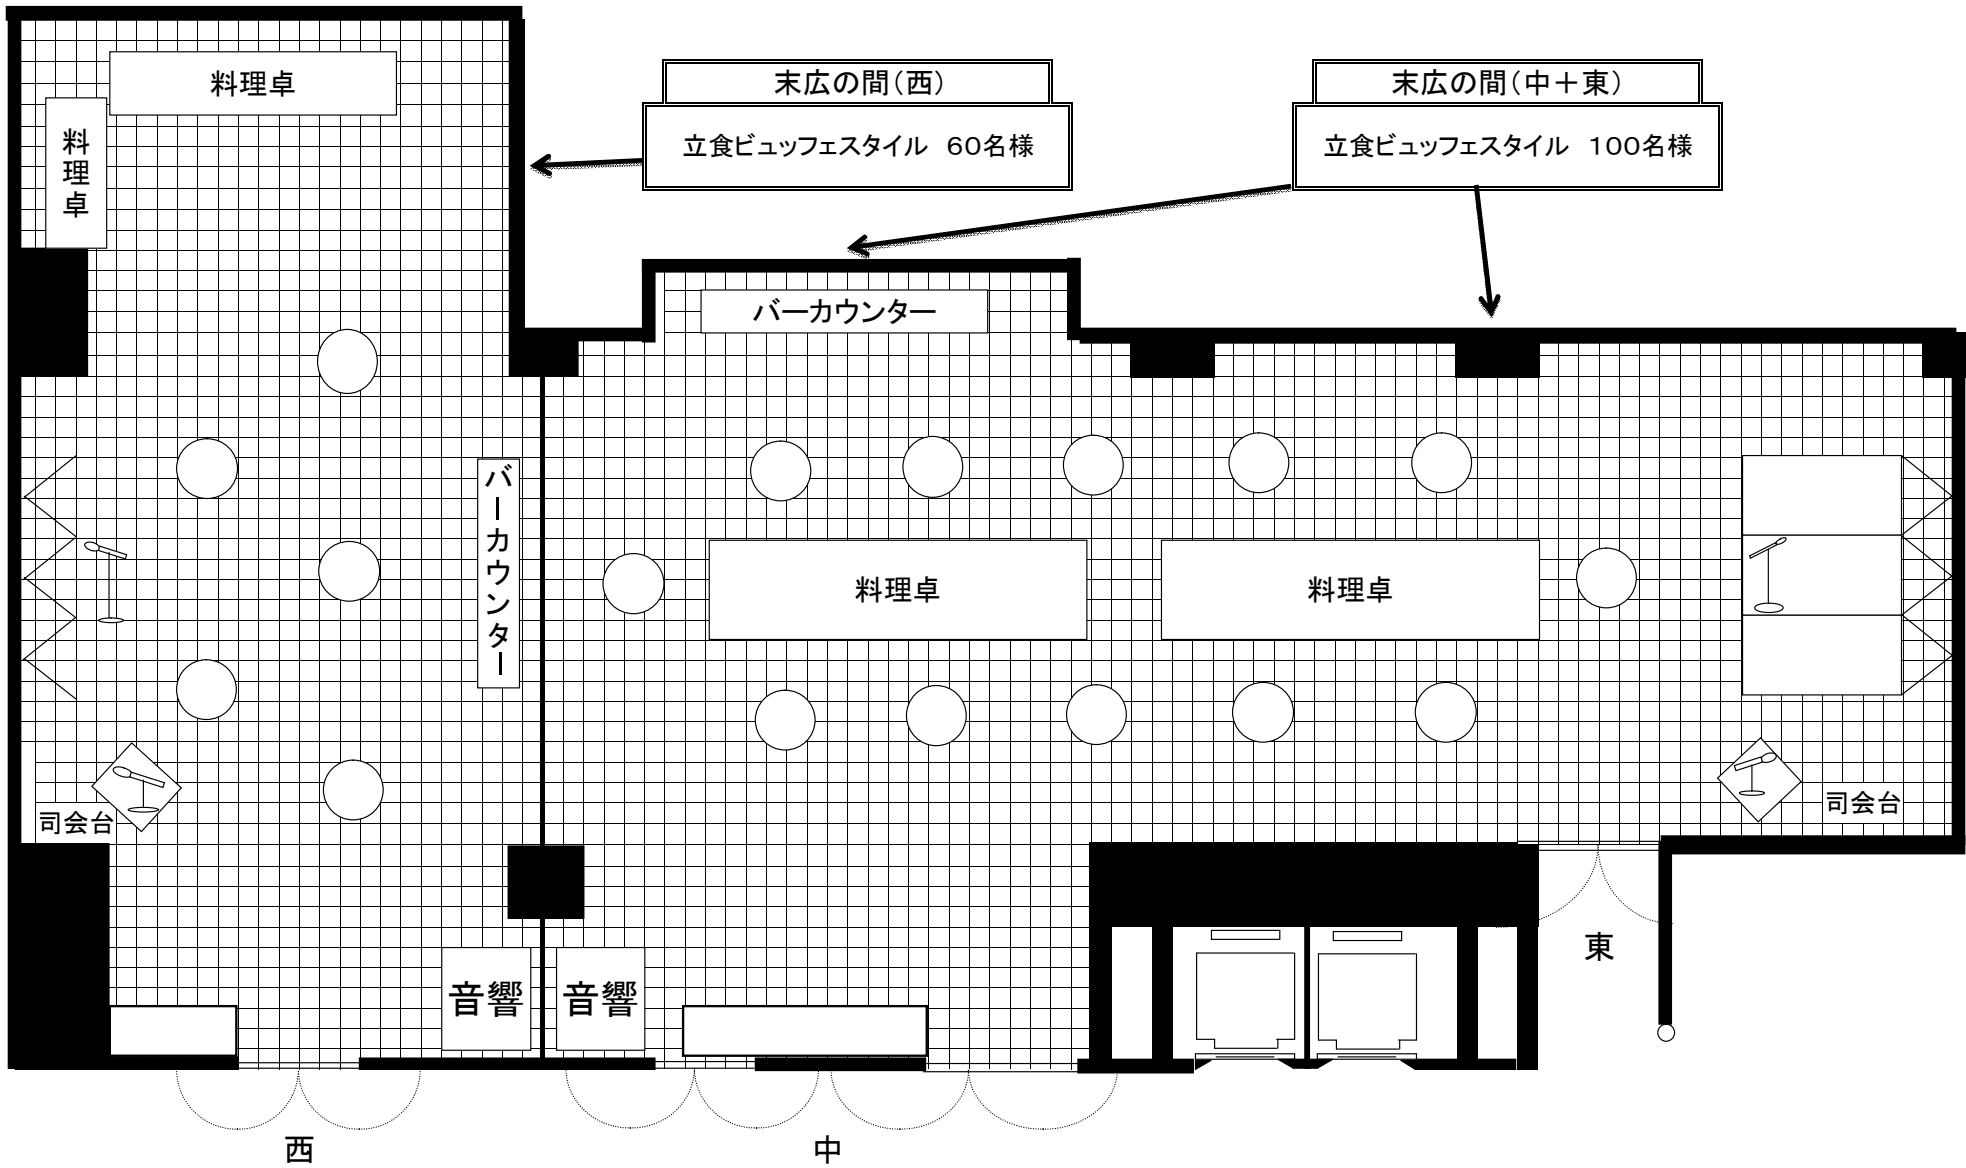 末広の間(西)
立食ビュッフェスタイル　60名様
末広の間(中+東)
立食ビュッフェスタイル　100名様
料理卓
料理卓
バーカウンター
バーカウンター
料理卓
料理卓
司会台
司会台
音響
音響
東
西
中